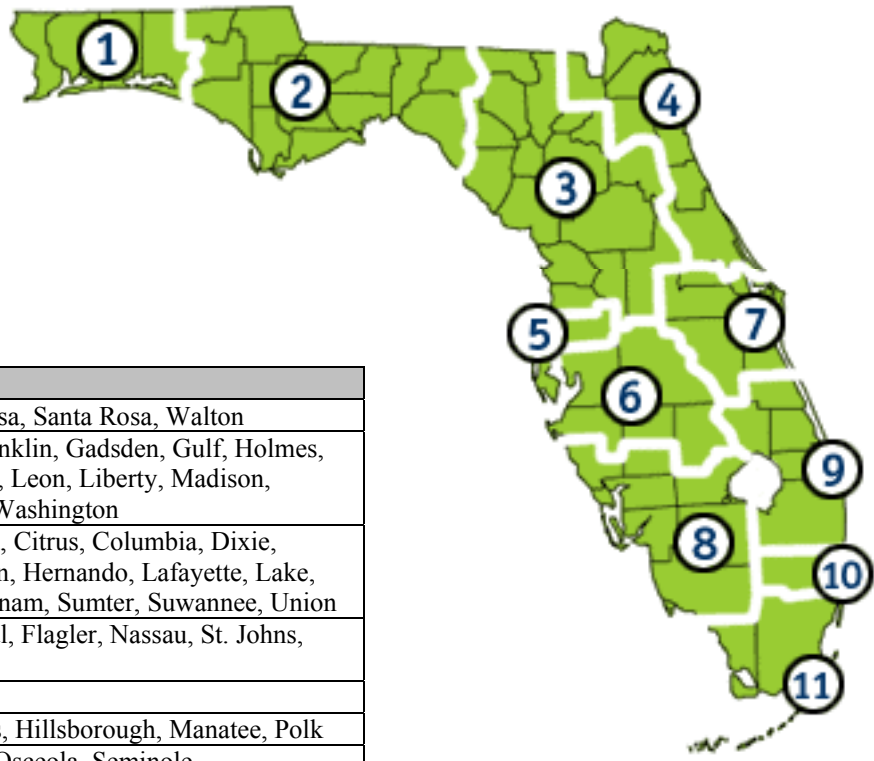 1
2
4
3
7
5
6
9
8
10
11
sa, Santa Rosa, Walton
nklin, Gadsden, Gulf, Holmes,
, Leon, Liberty, Madison,
Washington
, Citrus, Columbia, Dixie,
n, Hernando, Lafayette, Lake,
nam, Sumter, Suwannee, Union
l, Flagler, Nassau, St. Johns,
s, Hillsborough, Manatee, Polk
Osceola, Seminole